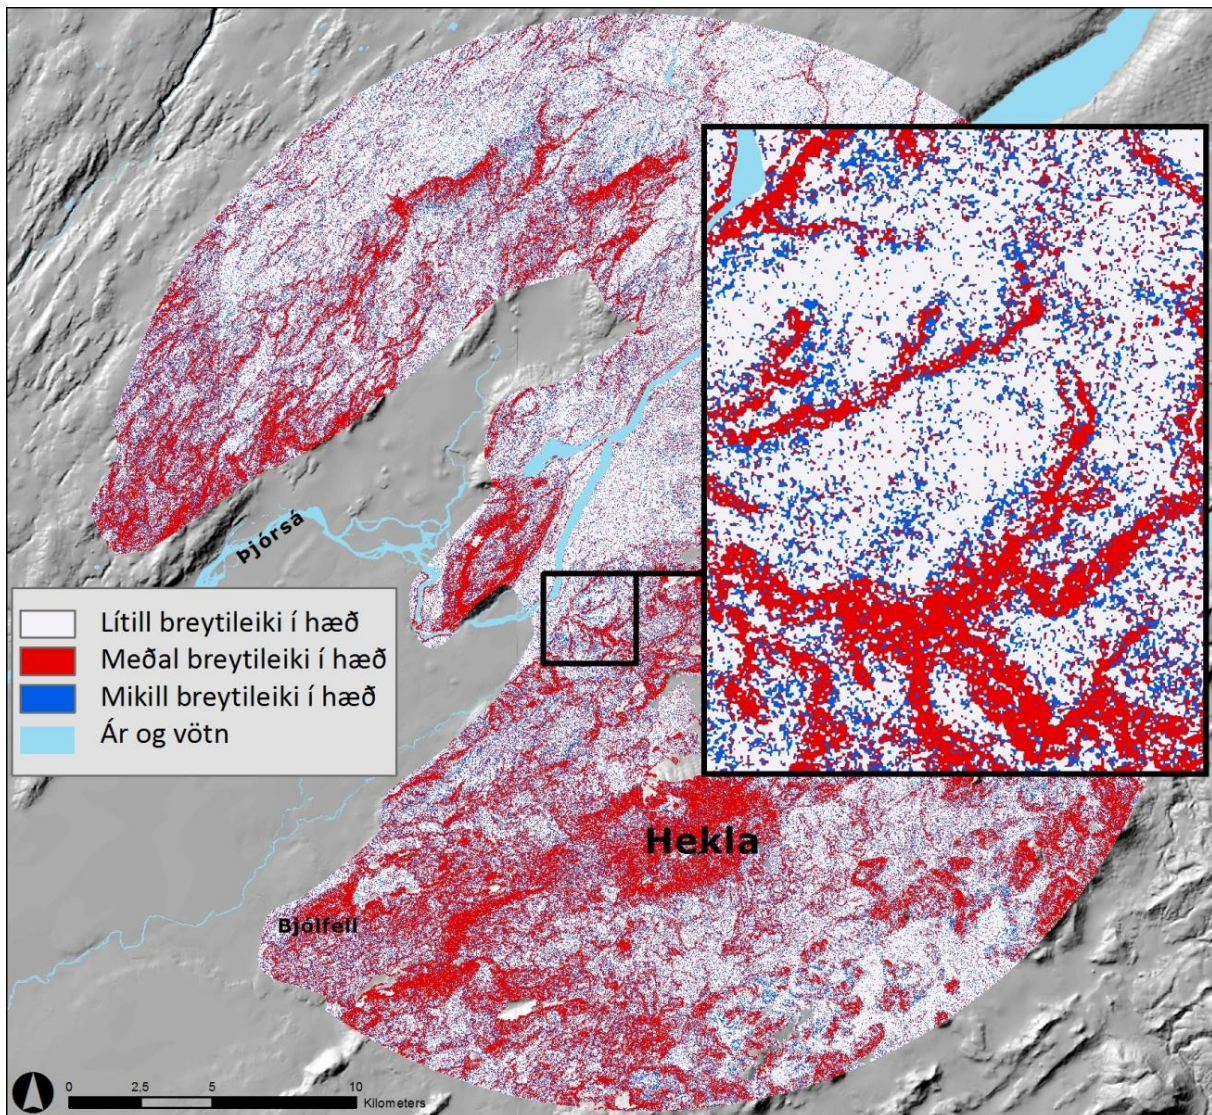 Þjórsá
Lítill breytileiki í hæð
Meðal breytileiki í hæð
Mikill breytileiki í hæð
Ár og vötn
Hekla
Bjólfell
0 2,5 5 10
Kilometers